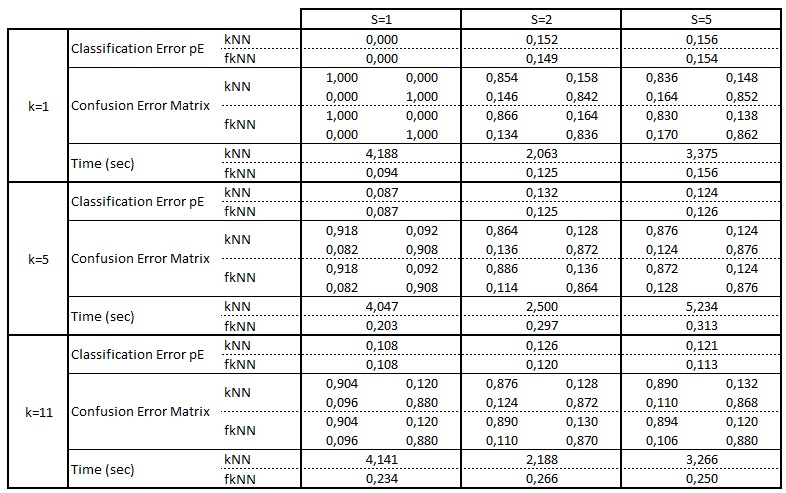 S=1 S=2 S=5
k=1
Classification Error pE
kNN 0,000 0,152 0,156
fkNN 0,000 0,149 0,154
Confusion Error Matrix
kNN
1,000 0,000 0,854 0,158 0,836 0,148
0,000 1,000 0,146 0,842 0,164 0,852
fkNN
1,000 0,000 0,866 0,164 0,830 0,138
0,000 1,000 0,134 0,836 0,170 0,862
Time (sec)
kNN 4,188 2,063 3,375
fkNN 0,094 0,125 0,156
k=5
Classification Error pE
kNN 0,087 0,132 0,124
fkNN 0,087 0,125 0,126
Confusion Error Matrix
kNN
0,918 0,092 0,864 0,128 0,876 0,124
0,082 0,908 0,136 0,872 0,124 0,876
fkNN
0,918 0,092 0,886 0,136 0,872 0,124
0,082 0,908 0,114 0,864 0,128 0,876
Time (sec)
kNN 4,047 2,500 5,234
fkNN 0,203 0,297 0,313
k=11
Classification Error pE
kNN 0,108 0,126 0,121
fkNN 0,108 0,120 0,113
Confusion Error Matrix
kNN
0,904 0,120 0,876 0,128 0,890 0,132
0,096 0,880 0,124 0,872 0,110 0,868
fkNN
0,904 0,120 0,890 0,130 0,894 0,120
0,096 0,880 0,110 0,870 0,106 0,880
Time (sec)
kNN 4,141 2,188 3,266
fkNN 0,234 0,266 0,250